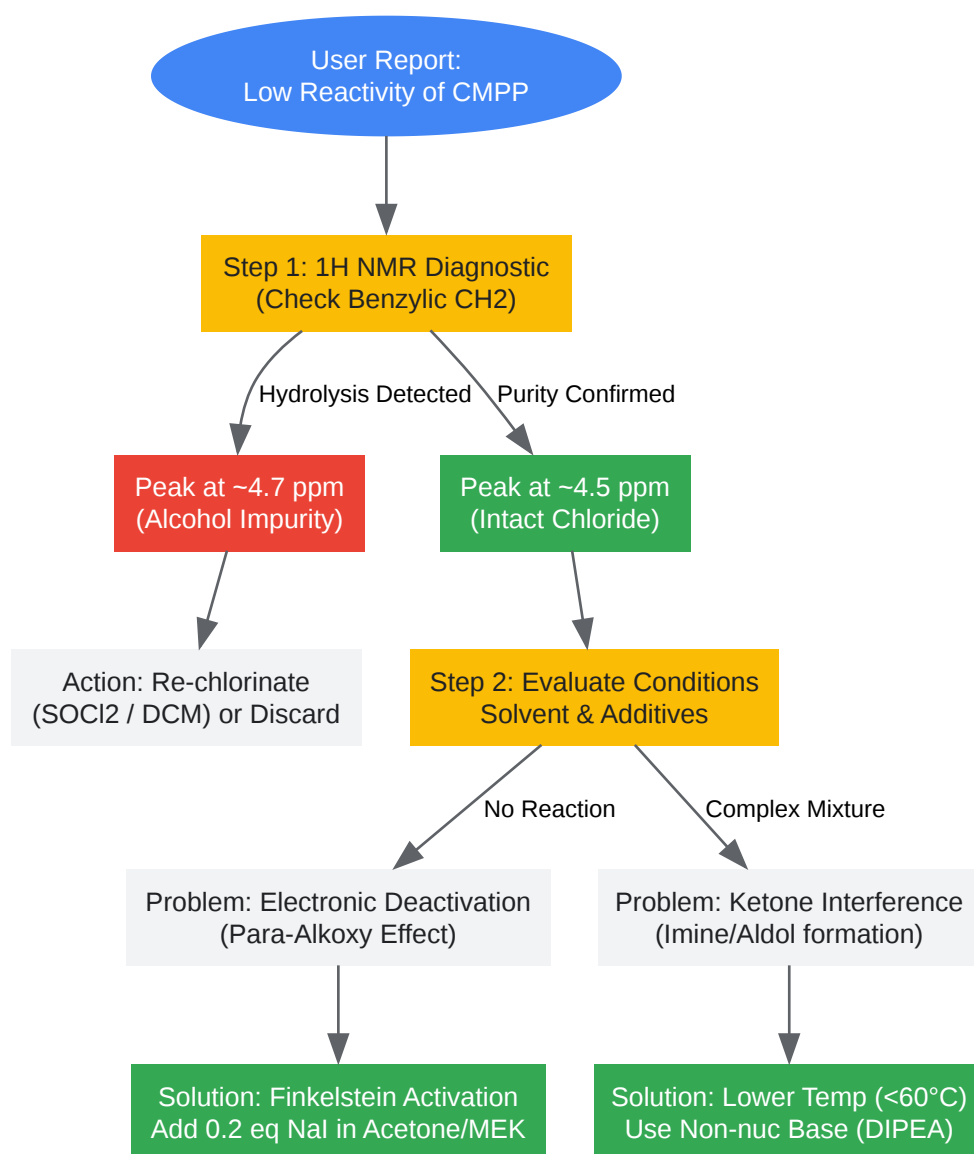 User Report:
Low Reactivity of CMPP
Step 1: 1H NMR Diagnostic
(Check Benzylic CH2)
Hydrolysis Detected
Purity Confirmed
Peak at ~4.7 ppm
(Alcohol Impurity)
Peak at ~4.5 ppm
(Intact Chloride)
Action: Re-chlorinate
(SOCl2 / DCM) or Discard
Step 2: Evaluate Conditions
Solvent & Additives
No Reaction
Complex Mixture
Problem: Electronic Deactivation
(Para-Alkoxy Effect)
Problem: Ketone Interference
(Imine/Aldol formation)
Solution: Finkelstein Activation
Add 0.2 eq NaI in Acetone/MEK
Solution: Lower Temp (<60°C)
Use Non-nuc Base (DIPEA)